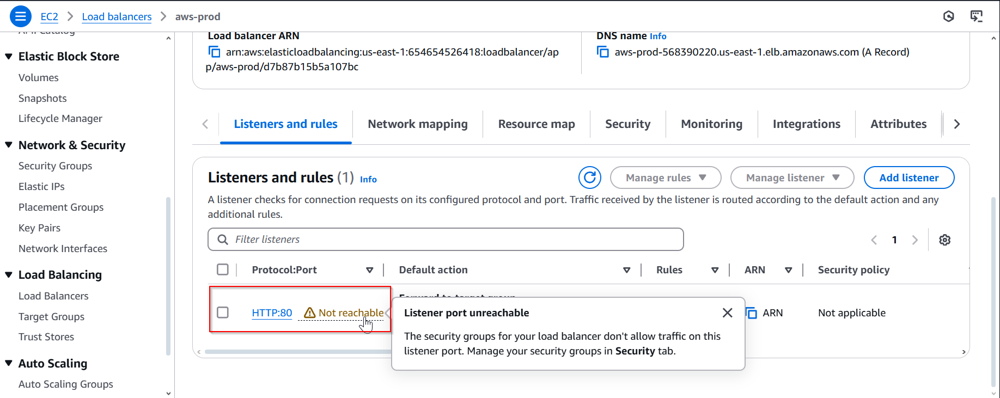 EC2 > Load balancers > aws-prod
Elastic Block Store
Volumes
Snapshots
Lifecycle Manager
Network & Security
Security Groups
Elastic IPs
Placement Groups
Key Pairs
Network Interfaces
Load Balancing
Load Balancers
Target Groups
Trust Stores
Auto Scaling
Auto Scaling Groups
Load balancer ARN
arn:aws:elasticloadbalancing:us-east-1:654654526418:loadbalancer/ap
p/aws-prod/d7b87b15b5a107bc
DNS name Info
aws-prod-568390220.us-east-1.elb.amazonaws.com (A Record)
Listeners and rules Network mapping Resource map Security Monitoring Integrations Attributes
Listeners and rules (1) Info
Manage rules Manage listener Add listener
A listener checks for connection requests on its configured protocol and port. Traffic received by the listener is routed according to the default action and any
additional rules.
Filter listeners
1
Protocol:Port Default action Rules ARN Security policy
HTTP:80 Not reachable ARN Not applicable
Listener port unreachable
The security groups for your load balancer don't allow traffic on this
listener port. Manage your security groups in Security tab.